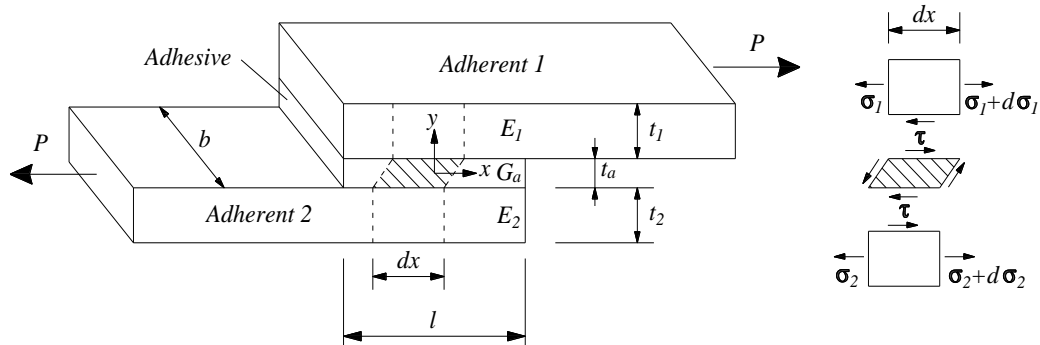 Adhesive
Adherent 1
P
dx
P
b
y
E1
t1
σ1
σ1+dσ1
τ
x
Ga
ta
Adherent 2
E2
t2
τ
dx
σ2
σ2+dσ2
l